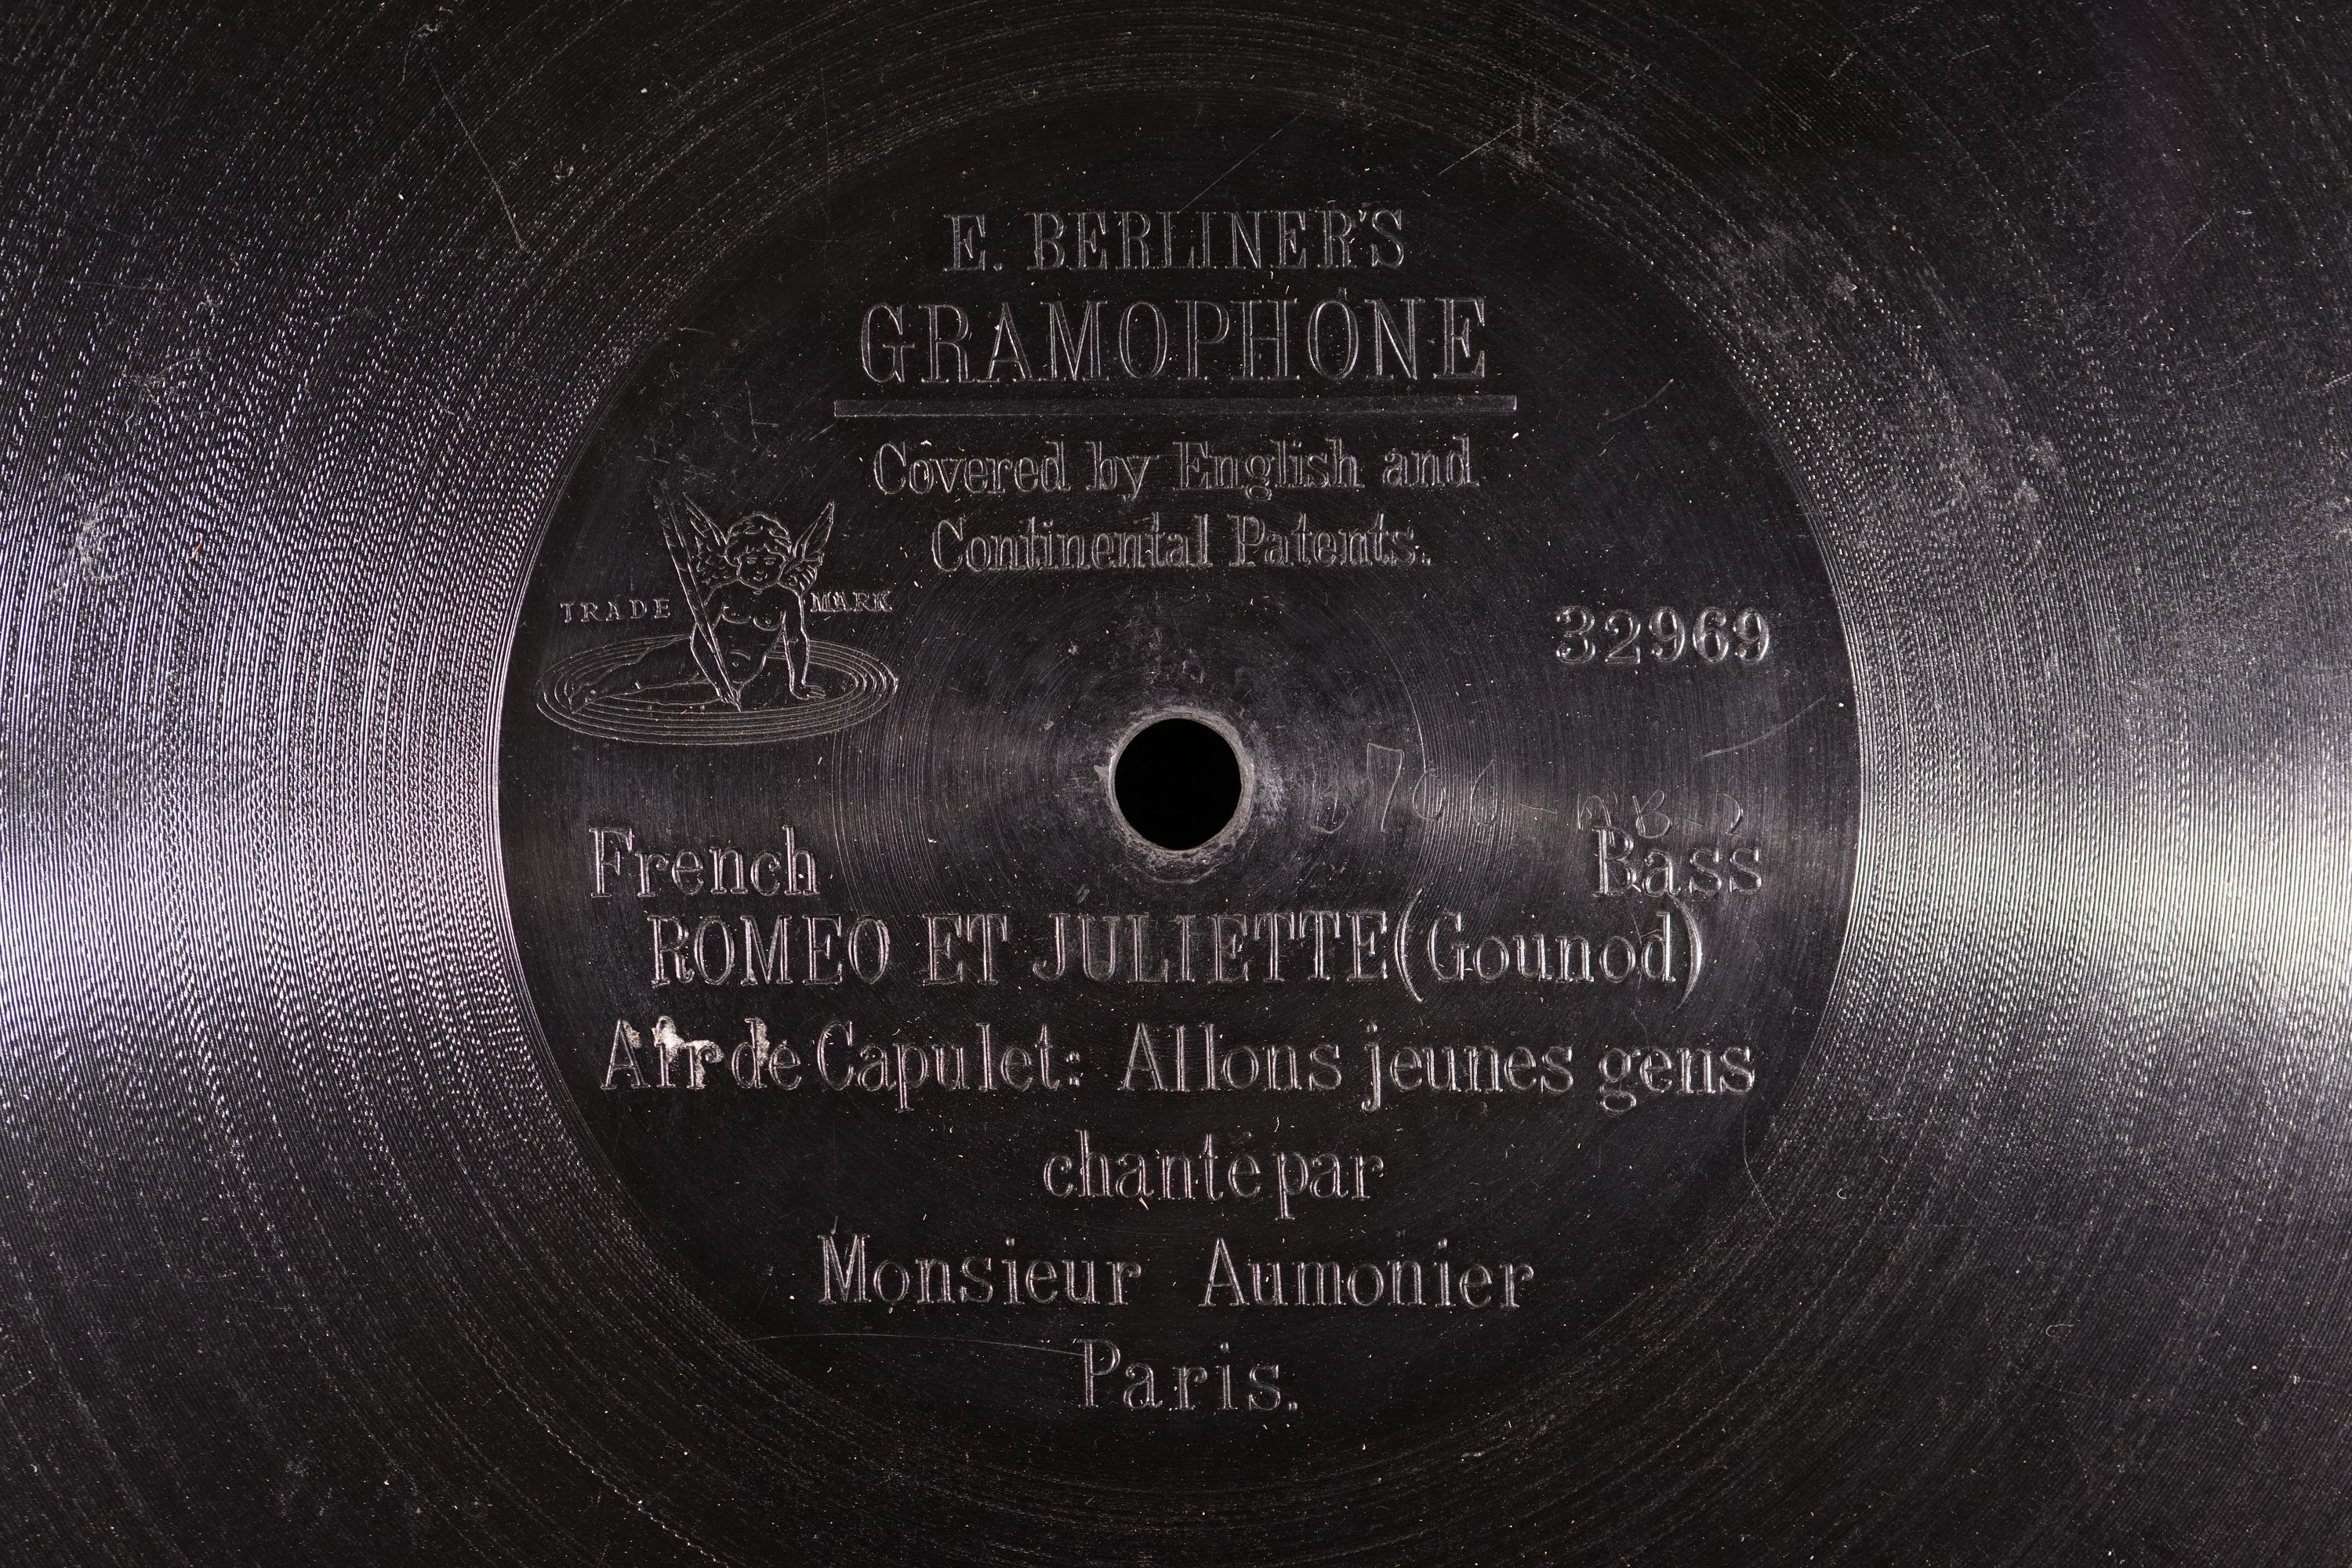 E. BERLINER'S
GRAMOPHONE
Covered by English and
Continental Patents.
TRADE MARK
32969
French Bass
ROMEO ET JULIETTE (Gounod)
Air de Capulet: Allons jeunes gens
chanté par
Monsieur Aumonier
Paris.